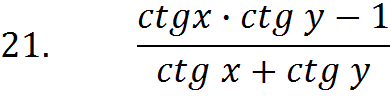 21. (ctgx · ctg y − 1) / (ctg x + ctg y)